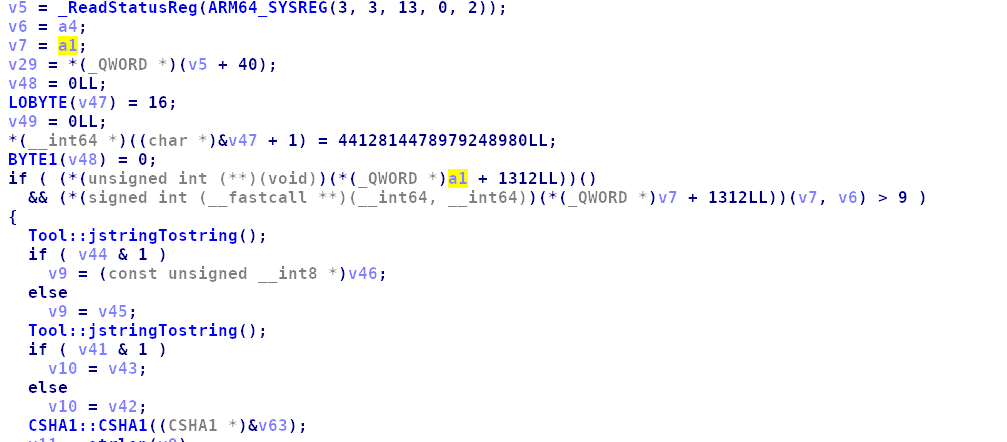 v5 = _ReadStatusReg(ARM64_SYSREG(3, 3, 13, 0, 2));
v6 = a4;
v7 = a1;
v29 = *(_QWORD *)(v5 + 40);
v48 = 0LL;
LOBYTE(v47) = 16;
v49 = 0LL;
*(__int64 *)((char *)&v47 + 1) = 4412814478979248980LL;
BYTE1(v48) = 0;
if ( (*(unsigned int (**)(void))(*(_QWORD *)a1 + 1312LL))()
  && (*(signed int (__fastcall **)(__int64, __int64))(*(_QWORD *)v7 + 1312LL))(v7, v6) > 9 )
{
  Tool::jstringTostring();
  if ( v44 & 1 )
    v9 = (const unsigned __int8 *)v46;
  else
    v9 = v45;
  Tool::jstringTostring();
  if ( v41 & 1 )
    v10 = v43;
  else
    v10 = v42;
  CSHA1::CSHA1((CSHA1 *)&v63);